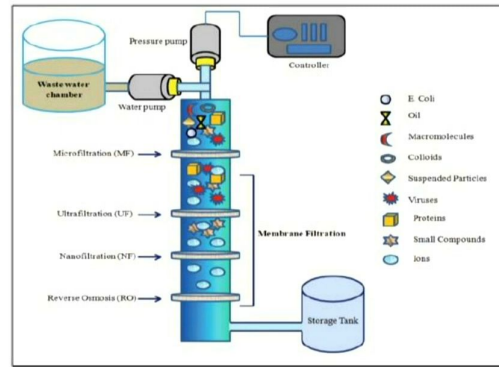 Pressure pump
Controller
Waste water
chamber
Water pump
E. Coli
Oil
Macromolecules
Colloids
Suspended Particles
Viruses
Proteins
Small Compounds
Ions
Microfiltration (MF)
Ultrafiltration (UF)
Membrane Filtration
Nanofiltration (NF)
Reverse Osmosis (RO)
Storage Tank